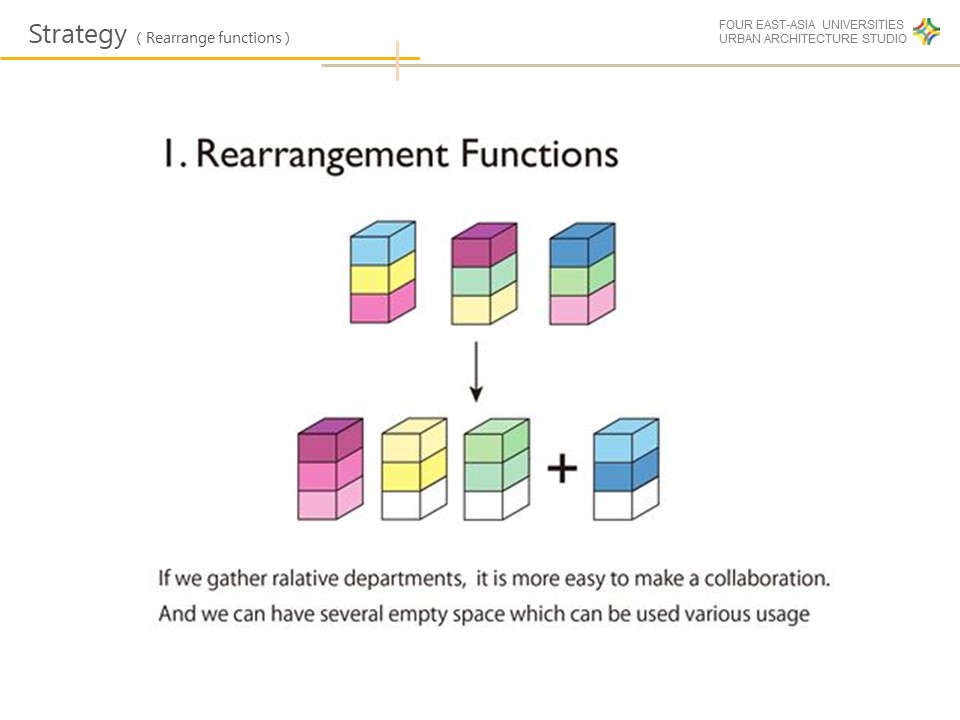 Strategy ( Rearrange functions )
FOUR EAST-ASIA UNIVERSITIES
URBAN ARCHITECTURE STUDIO
1. Rearrangement Functions
+
If we gather ralative departments, it is more easy to make a collaboration.
And we can have several empty space which can be used various usage